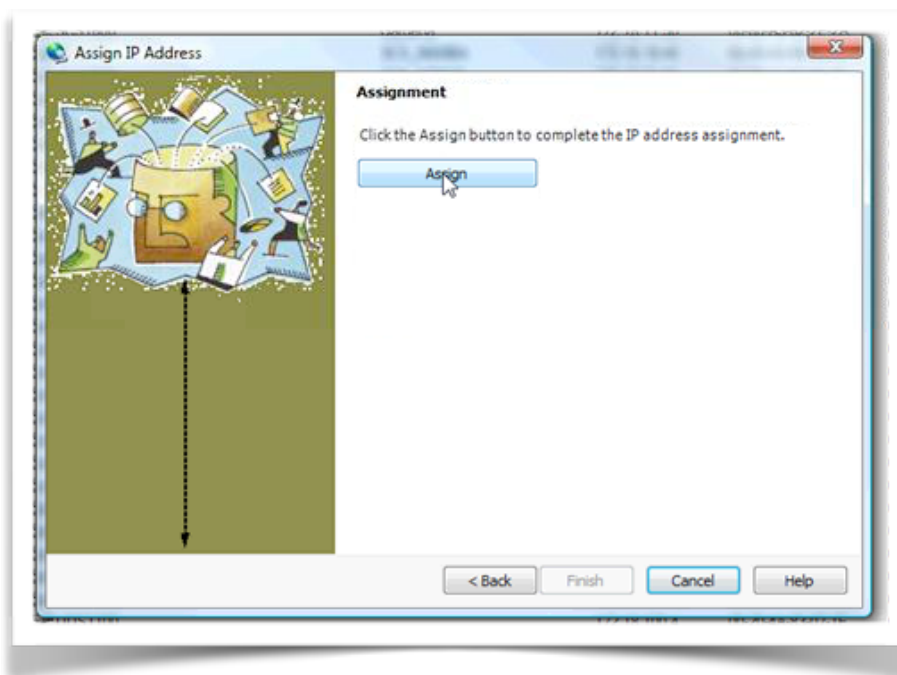 Assign IP Address
Assignment
Click the Assign button to complete the IP address assignment.
Assign
< Back
Finish
Cancel
Help